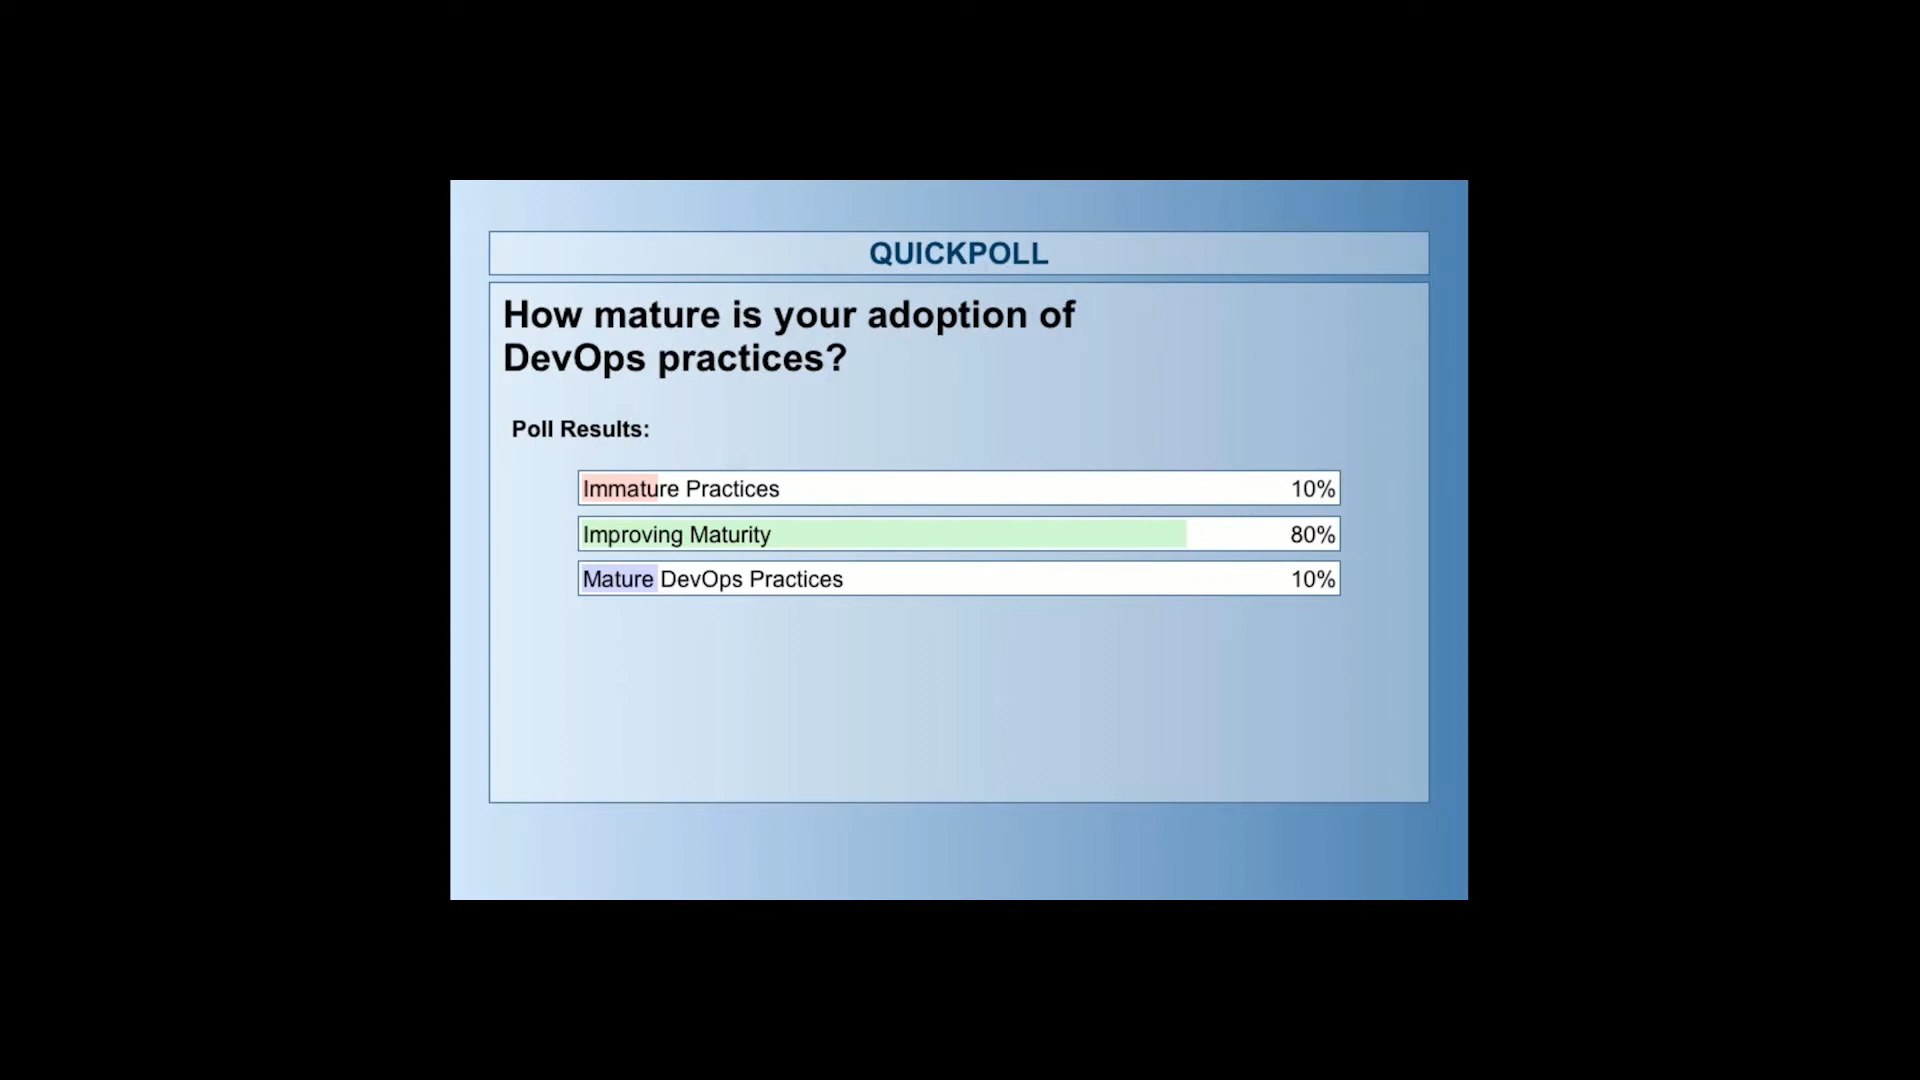 QUICKPOLL
How mature is your adoption of
DevOps practices?
Poll Results:
Immature Practices 10%
Improving Maturity 80%
Mature DevOps Practices 10%